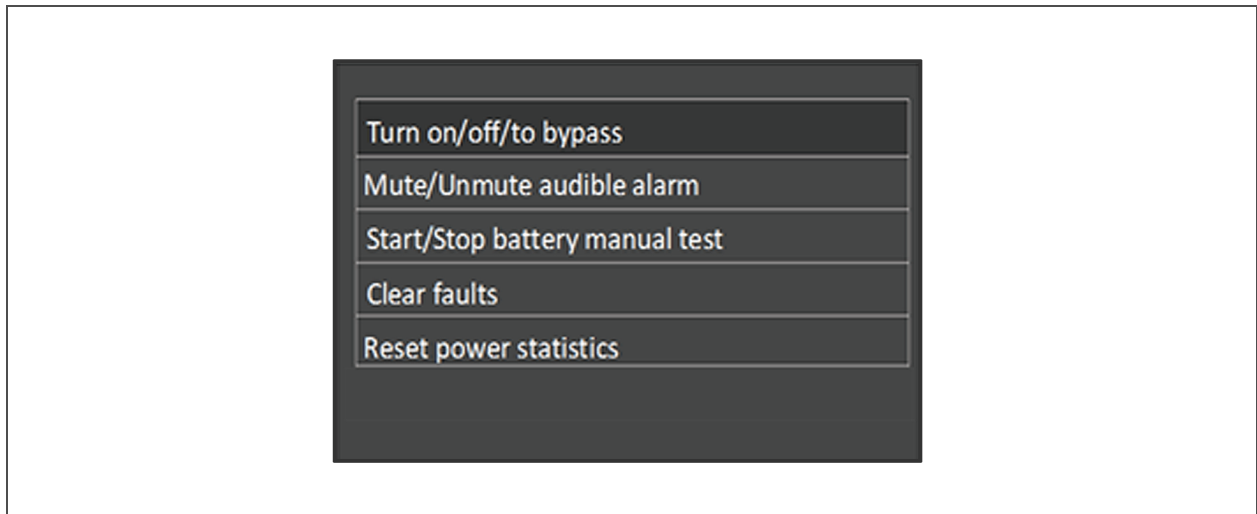 Turn on/off/to bypass
Mute/Unmute audible alarm
Start/Stop battery manual test
Clear faults
Reset power statistics